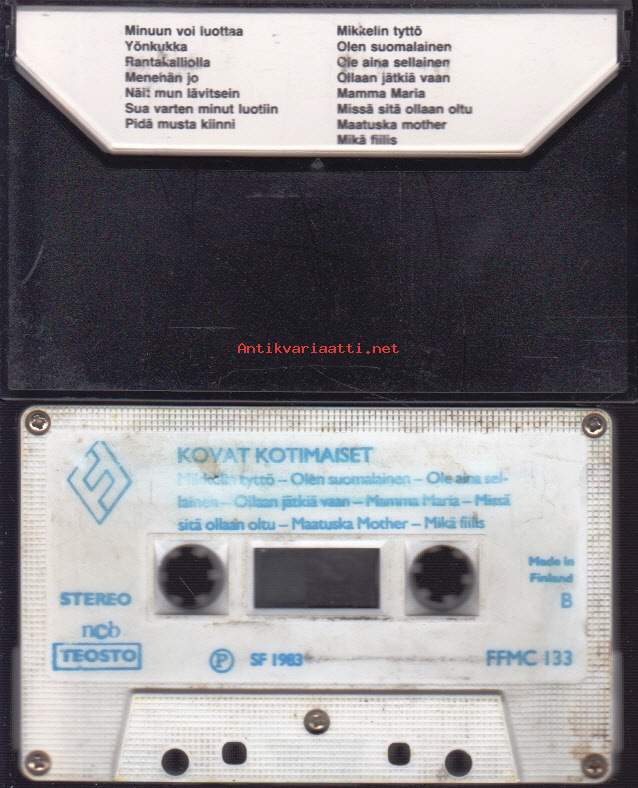 Minuun voi luottaa
Yönkukka
Rantakalliolla
Menehän jo
Näit mun lävitsein
Sua varten minut luotiin
Pidä musta kiinni
Mikkelin tyttö
Olen suomalainen
Ole aina sellainen
Ollaan jätkiä vaan
Mamma Maria
Missä sitä ollaan oltu
Maatuska mother
Mikä fiilis
Antikvariaatti.net
KOVAT KOTIMAISET
Mikkelin tyttö – Olen suomalainen – Ole aina sel-
lainen – Ollaan jätkiä vaan – Mamma Maria – Missä
sitä ollaan oltu – Maatuska Mother – Mikä fiilis
Made in
Finland
B
STEREO
ncb
TEOSTO
Ⓟ SF 1983
FFMC 133